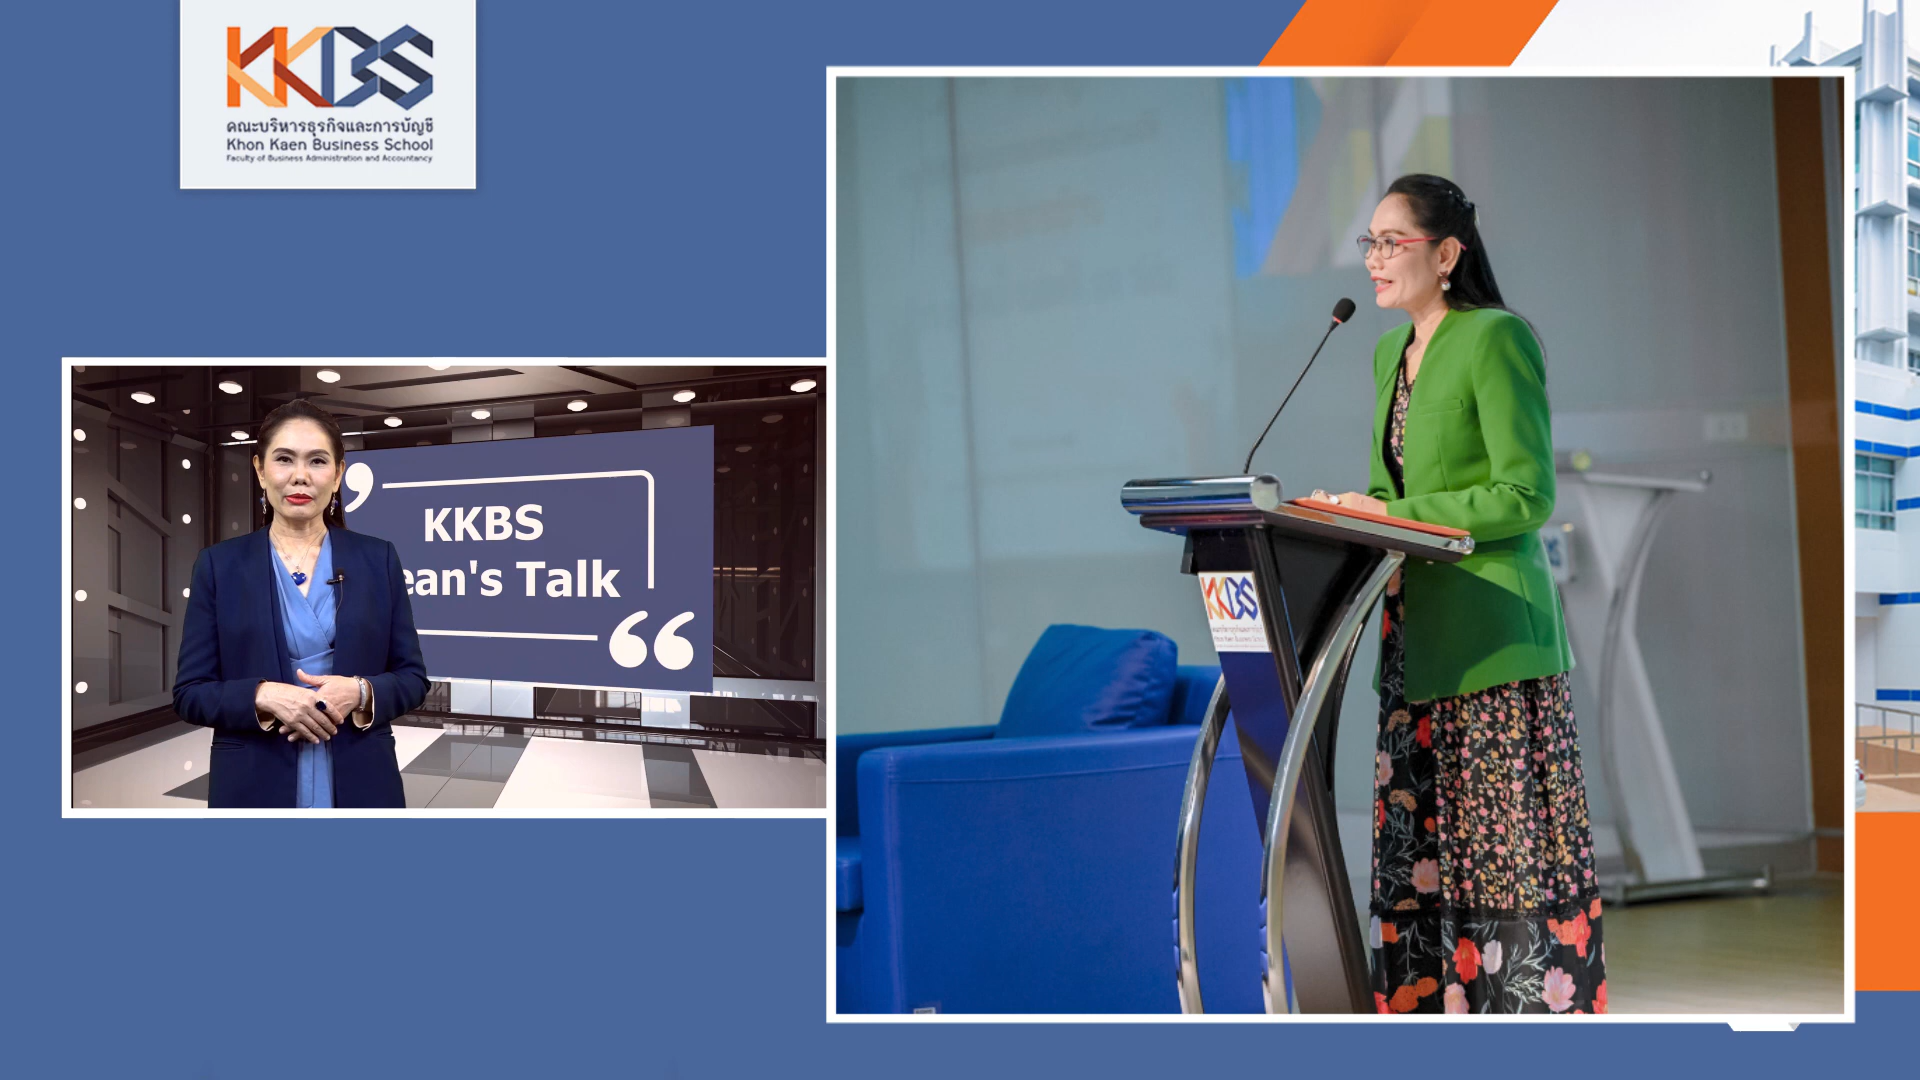 KKBS
คณะบริหารธุรกิจและการบัญชี
Khon Kaen Business School
Faculty of Business Administration and Accountancy
KKBS
ean's Talk
KKBS